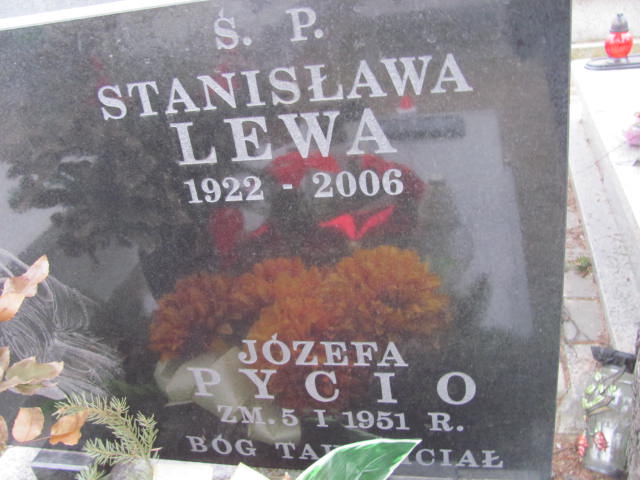 Ś. P.
STANISŁAWA
LEWA
1922 - 2006
JÓZEFA
PYCIO
ZM. 5 I 1951 R.
BÓG